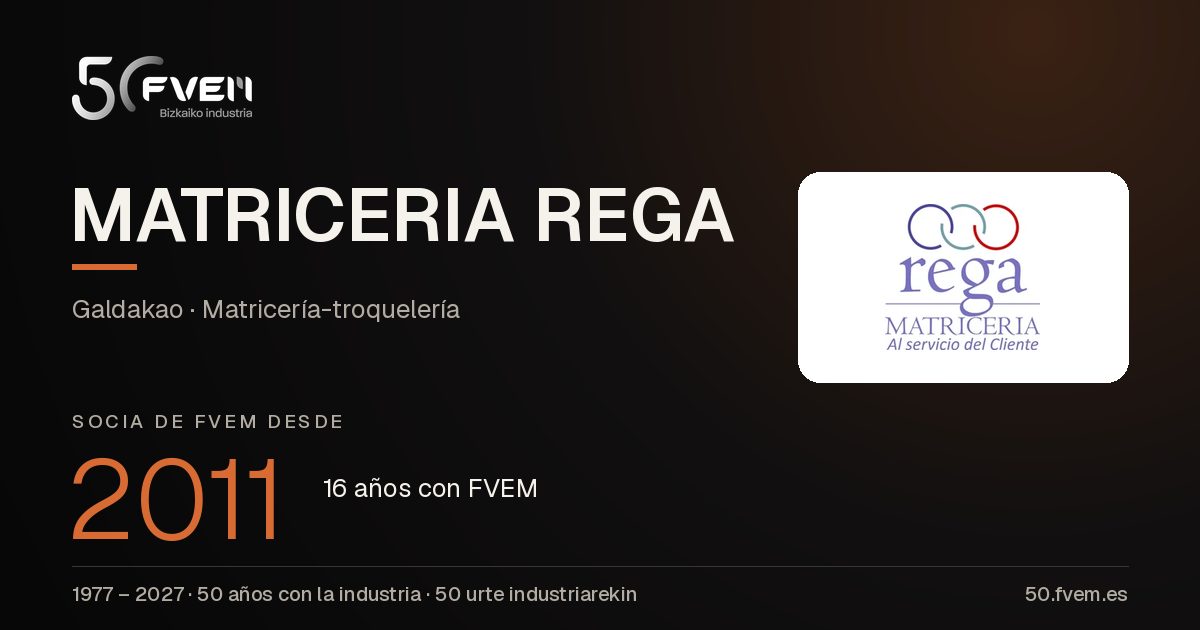 50 FVEM
Bizkaiko industria
MATRICERIA REGA
Galdakao · Matricería-troquelería
rega
MATRICERIA
Al servicio del Cliente
SOCIA DE FVEM DESDE
2011
16 años con FVEM
1977 – 2027 · 50 años con la industria · 50 urte industriarekin
50.fvem.es